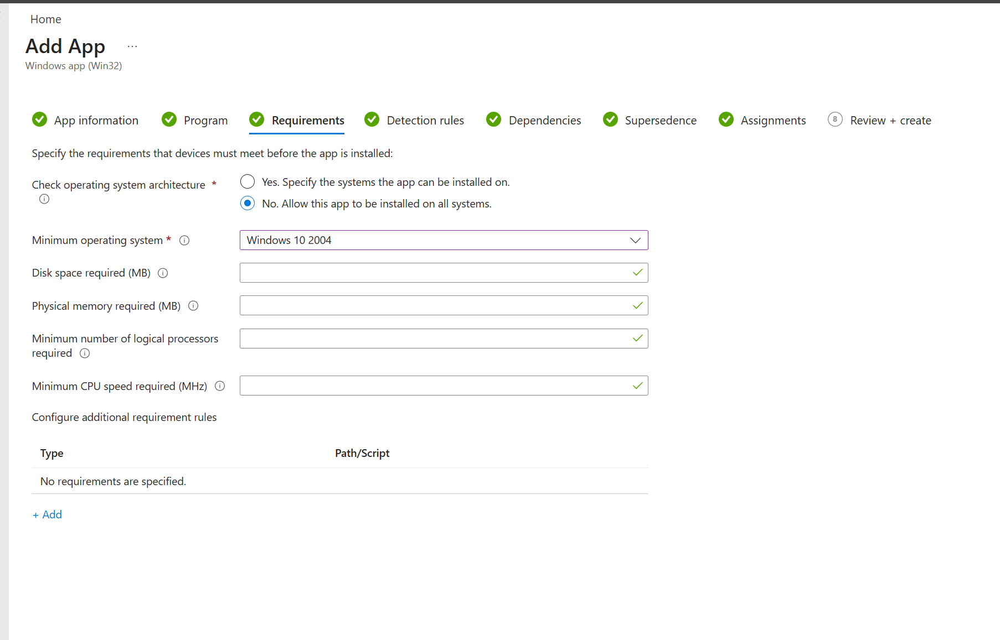 Home
Add App ...
Windows app (Win32)
App information Program Requirements Detection rules Dependencies Supersedence Assignments 8 Review + create
Specify the requirements that devices must meet before the app is installed:
Check operating system architecture *
Yes. Specify the systems the app can be installed on.
No. Allow this app to be installed on all systems.
Minimum operating system * Windows 10 2004
Disk space required (MB)
Physical memory required (MB)
Minimum number of logical processors
required
Minimum CPU speed required (MHz)
Configure additional requirement rules
Type Path/Script
No requirements are specified.
+ Add